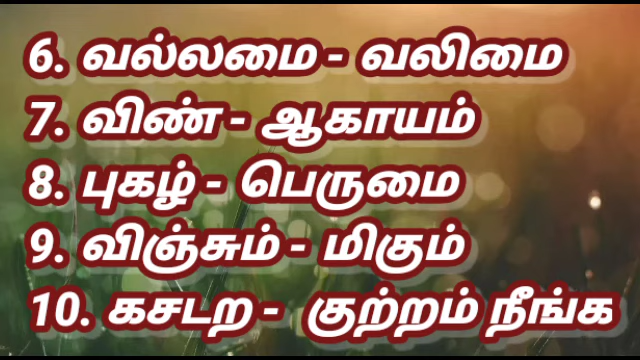 6. வல்லமை - வலிமை
7. விண் - ஆகாயம்
8. புகழ் - பெருமை
9. விஞ்சும் - மிகும்
10. கசடற - குற்றம் நீங்க